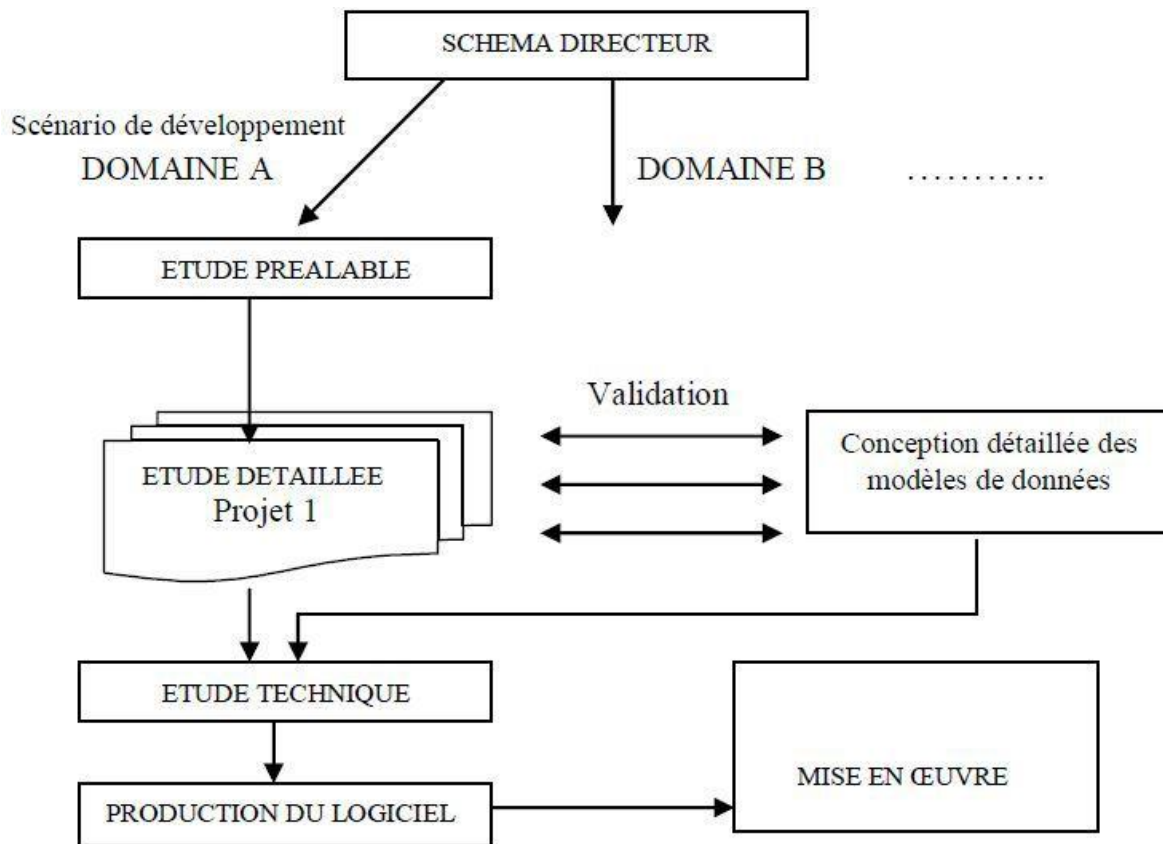 SCHEMA DIRECTEUR
Scénario de développement
DOMAINE A
DOMAINE B
...........
ETUDE PREALABLE
Validation
ETUDE DETAILLEE
Projet 1
Conception détaillée des
modèles de données
ETUDE TECHNIQUE
MISE EN ŒUVRE
PRODUCTION DU LOGICIEL